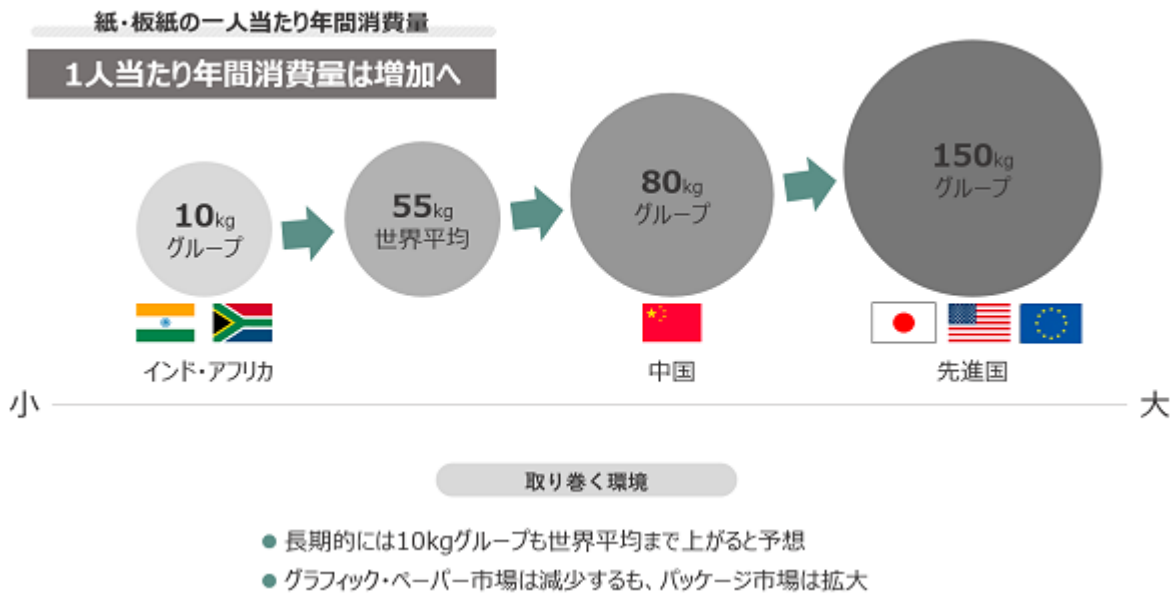 紙・板紙の一人当たり年間消費量
1人当たり年間消費量は増加へ
10kg
グループ
55kg
世界平均
80kg
グループ
150kg
グループ
インド・アフリカ
中国
先進国
小
大
取り巻く環境
● 長期的には10kgグループも世界平均まで上がると予想
● グラフィック・ペーパー市場は減少するも、パッケージ市場は拡大